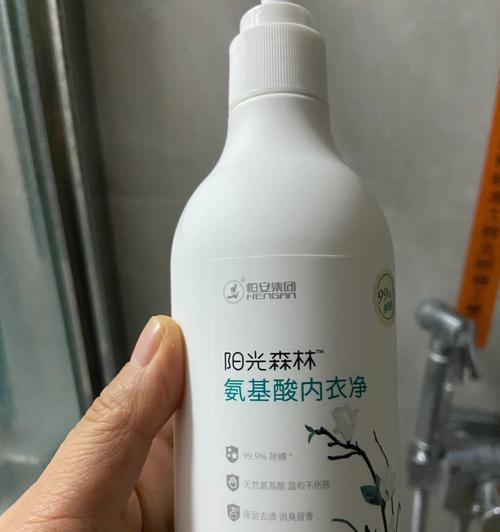 恒安集团
HENGAN
99%
阳光森林™
氨基酸内衣净
99.9% 除螨*
天然氨基酸 温和不伤肤
深层去渍 消臭留香